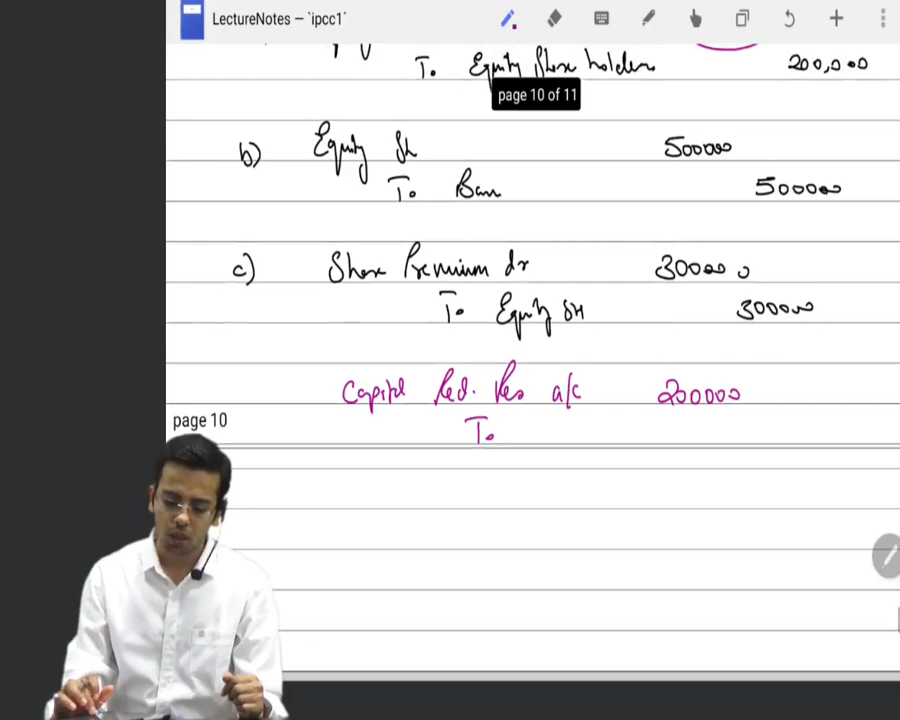 LectureNotes – `ipcc1`
To Equity Share holders 200,000
page 10 of 11
b) Equity Sh 500000
To Ban 500000
c) Share Premium dr 300000
To Equity SH 300000
Capital Red. Res a/c 200000
To
page 10